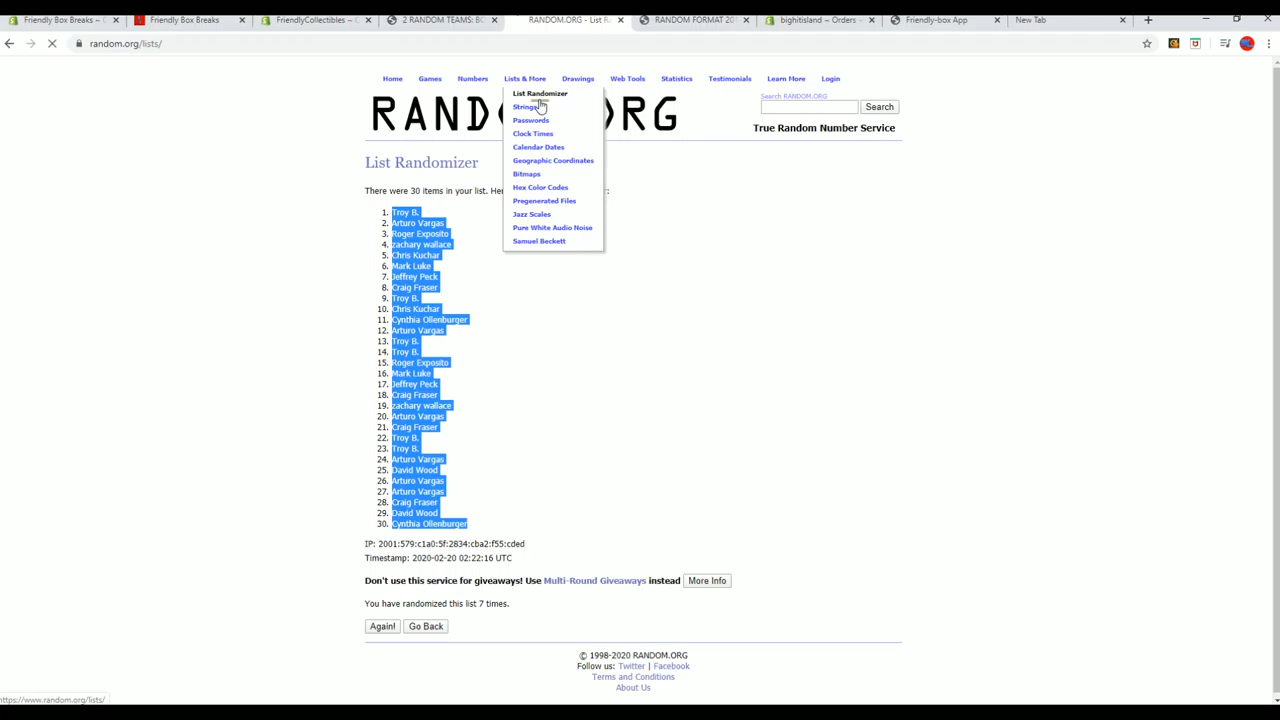 Friendly Box Breaks – C
Friendly Box Breaks
FriendlyCollectibles ~ C
2 RANDOM TEAMS: BO
RANDOM.ORG - List R
RANDOM FORMAT 201
bighitisland ~ Orders ~
Friendly-box App
New Tab
random.org/lists/
Home Games Numbers Lists & More Drawings Web Tools Statistics Testimonials Learn More Login
List Randomizer
Strings
Passwords
Clock Times
Calendar Dates
Geographic Coordinates
Bitmaps
Hex Color Codes
Pregenerated Files
Jazz Scales
Pure White Audio Noise
Samuel Beckett
Search RANDOM.ORG
Search
RAND RG
True Random Number Service
List Randomizer
There were 30 items in your list. Her r:
1. Troy B.
2. Arturo Vargas
3. Roger Exposito
4. zachary wallace
5. Chris Kuchar
6. Mark Luke
7. Jeffrey Peck
8. Craig Fraser
9. Troy B.
10. Chris Kuchar
11. Cynthia Ollenburger
12. Arturo Vargas
13. Troy B.
14. Troy B.
15. Roger Exposito
16. Mark Luke
17. Jeffrey Peck
18. Craig Fraser
19. zachary wallace
20. Arturo Vargas
21. Craig Fraser
22. Troy B.
23. Troy B.
24. Arturo Vargas
25. David Wood
26. Arturo Vargas
27. Arturo Vargas
28. Craig Fraser
29. David Wood
30. Cynthia Ollenburger
IP: 2001:579:c1a0:5f:2834:cba2:f55:cded
Timestamp: 2020-02-20 02:22:16 UTC
Don't use this service for giveaways! Use Multi-Round Giveaways instead More Info
You have randomized this list 7 times.
Again! Go Back
© 1998-2020 RANDOM.ORG
Follow us: Twitter | Facebook
Terms and Conditions
About Us
https://www.random.org/lists/